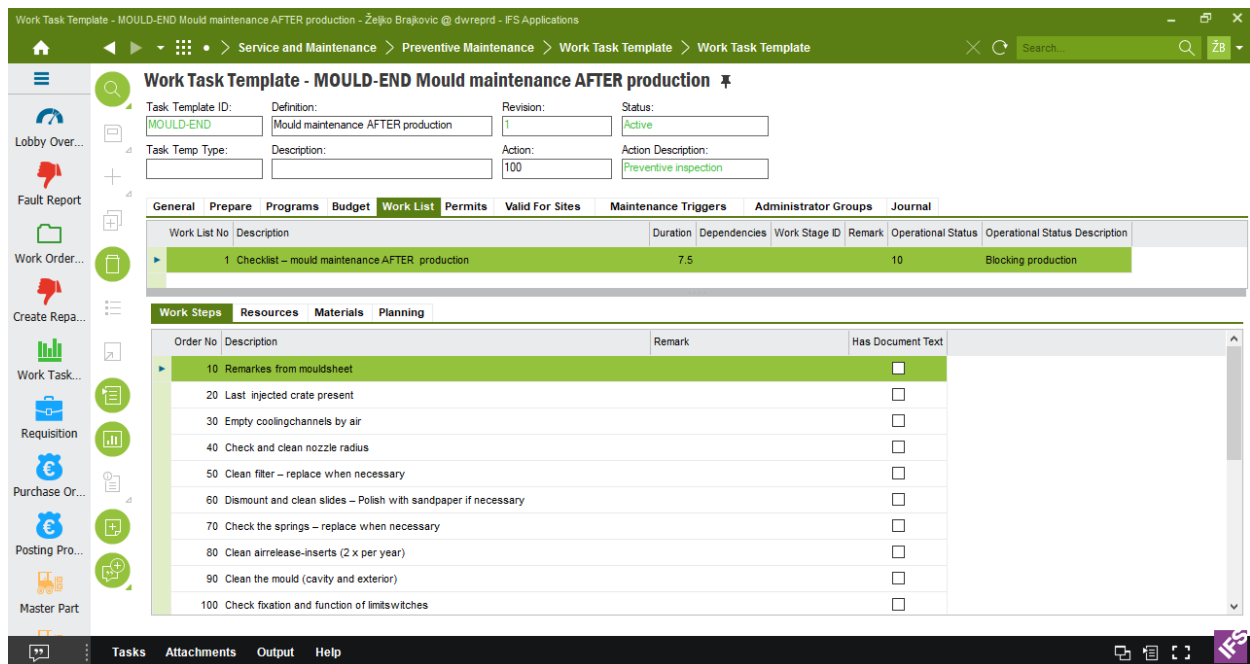 Work Task Template - MOULD-END Mould maintenance AFTER production - Željko Brajkovic @ dwreprd - IFS Applications
Service and Maintenance > Preventive Maintenance > Work Task Template > Work Task Template
Search...
ŽB
Work Task Template - MOULD-END Mould maintenance AFTER production
Task Template ID: Definition: Revision: Status:
MOULD-END Mould maintenance AFTER production 1 Active
Task Temp Type: Description: Action: Action Description:
100 Preventive inspection
General Prepare Programs Budget Work List Permits Valid For Sites Maintenance Triggers Administrator Groups Journal
Work List No Description Duration Dependencies Work Stage ID Remark Operational Status Operational Status Description
1 Checklist – mould maintenance AFTER production 7.5 10 Blocking production
Work Steps Resources Materials Planning
Order No Description Remark Has Document Text
10 Remarkes from mouldsheet
20 Last injected crate present
30 Empty coolingchannels by air
40 Check and clean nozzle radius
50 Clean filter – replace when necessary
60 Dismount and clean slides – Polish with sandpaper if necessary
70 Check the springs – replace when necessary
80 Clean airrelease-inserts (2 x per year)
90 Clean the mould (cavity and exterior)
100 Check fixation and function of limitswitches
Lobby Over...
Fault Report
Work Order...
Create Repa...
Work Task...
Requisition
Purchase Or...
Posting Pro...
Master Part
Tasks Attachments Output Help
IFS